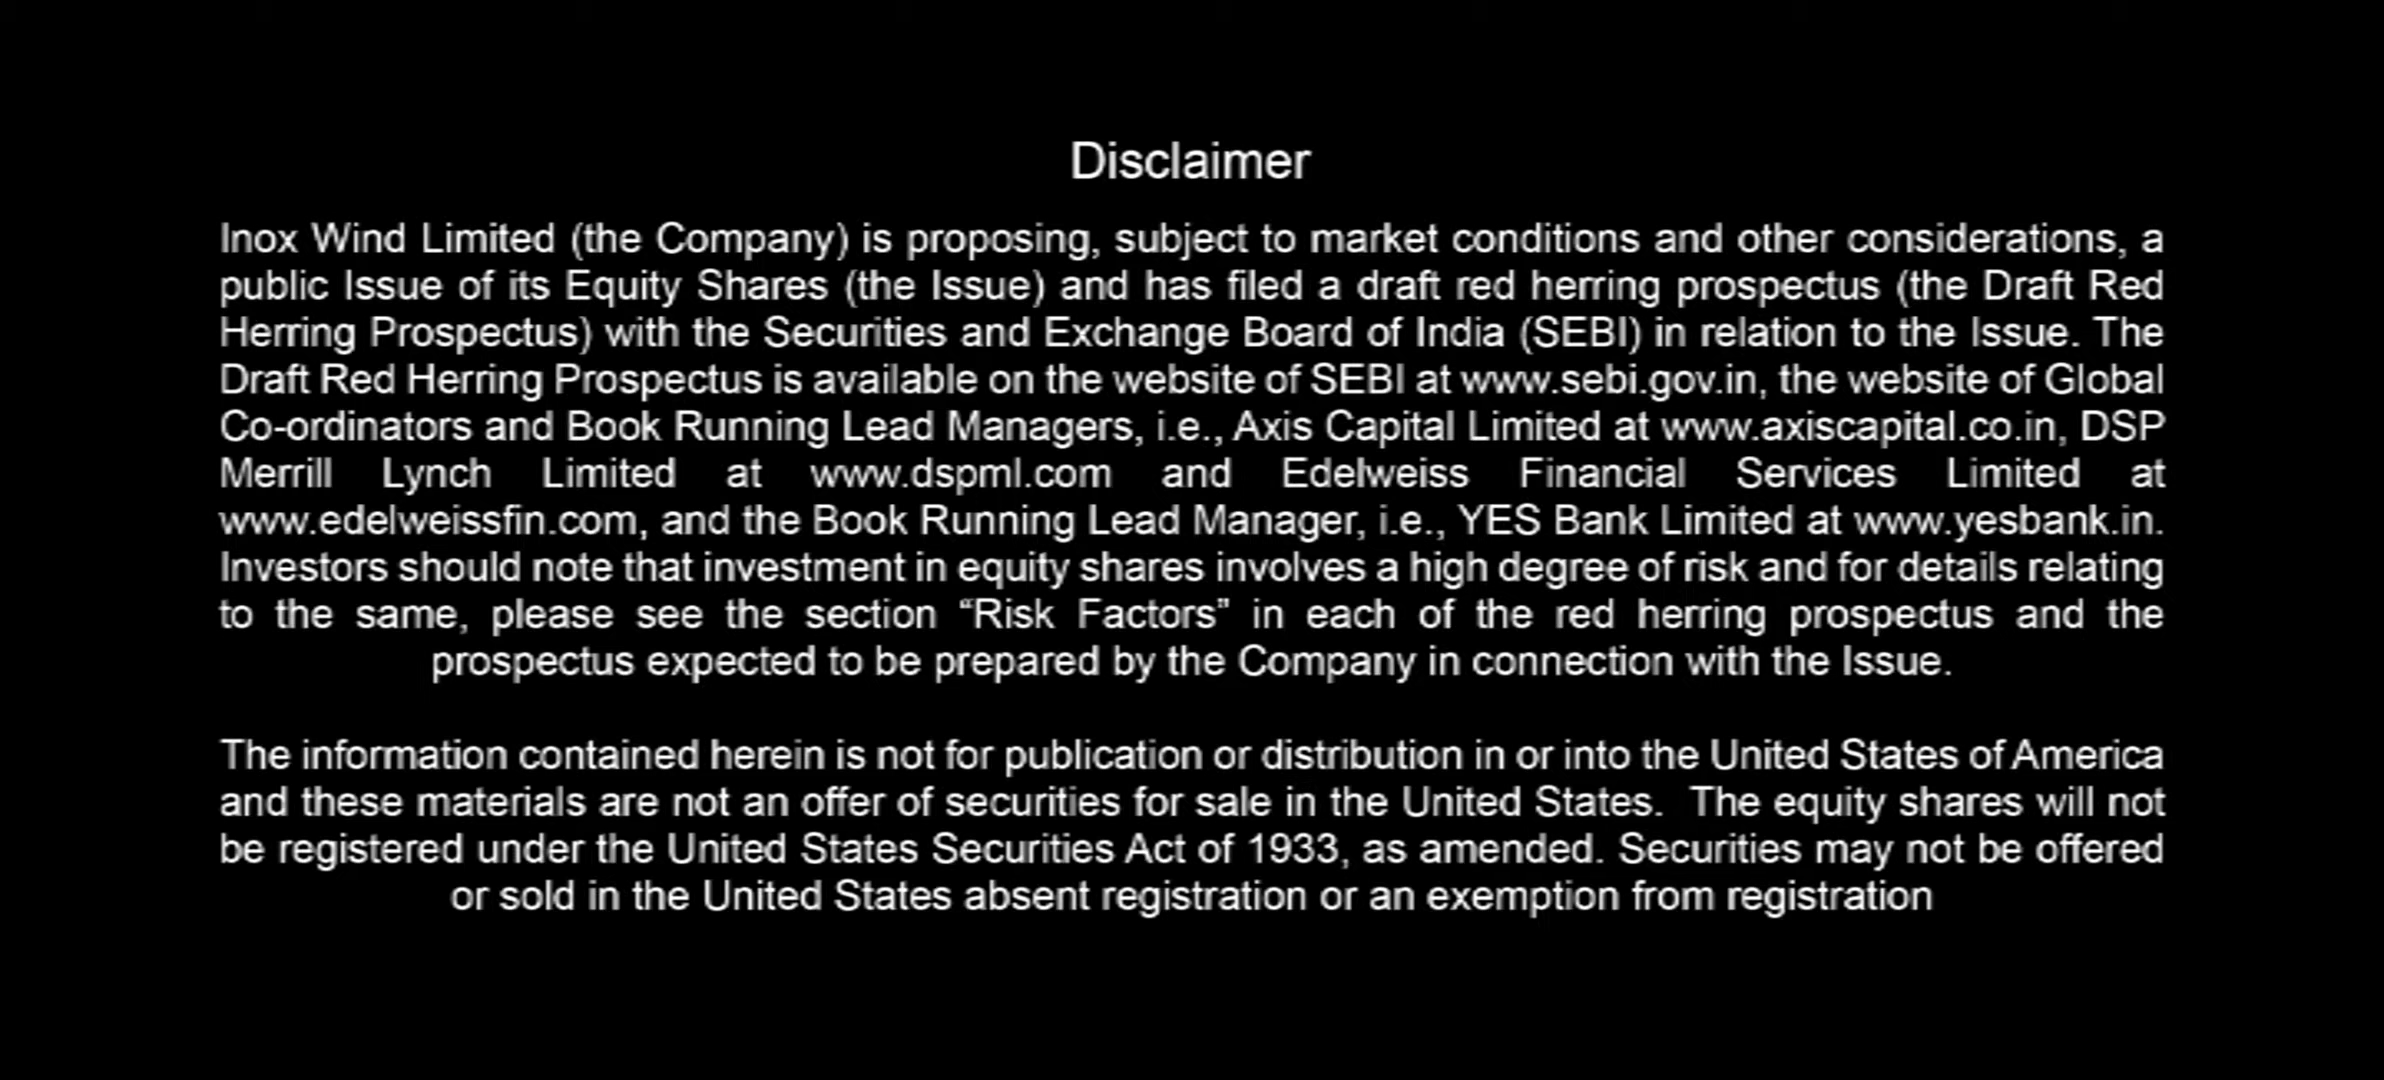 Disclaimer
Inox Wind Limited (the Company) is proposing, subject to market conditions and other considerations, a
public Issue of its Equity Shares (the Issue) and has filed a draft red herring prospectus (the Draft Red
Herring Prospectus) with the Securities and Exchange Board of India (SEBI) in relation to the Issue. The
Draft Red Herring Prospectus is available on the website of SEBI at www.sebi.gov.in, the website of Global
Co-ordinators and Book Running Lead Managers, i.e., Axis Capital Limited at www.axiscapital.co.in, DSP
Merrill Lynch Limited at www.dspml.com and Edelweiss Financial Services Limited at
www.edelweissfin.com, and the Book Running Lead Manager, i.e., YES Bank Limited at www.yesbank.in.
Investors should note that investment in equity shares involves a high degree of risk and for details relating
to the same, please see the section “Risk Factors” in each of the red herring prospectus and the
prospectus expected to be prepared by the Company in connection with the Issue.
The information contained herein is not for publication or distribution in or into the United States of America
and these materials are not an offer of securities for sale in the United States.  The equity shares will not
be registered under the United States Securities Act of 1933, as amended. Securities may not be offered
or sold in the United States absent registration or an exemption from registration